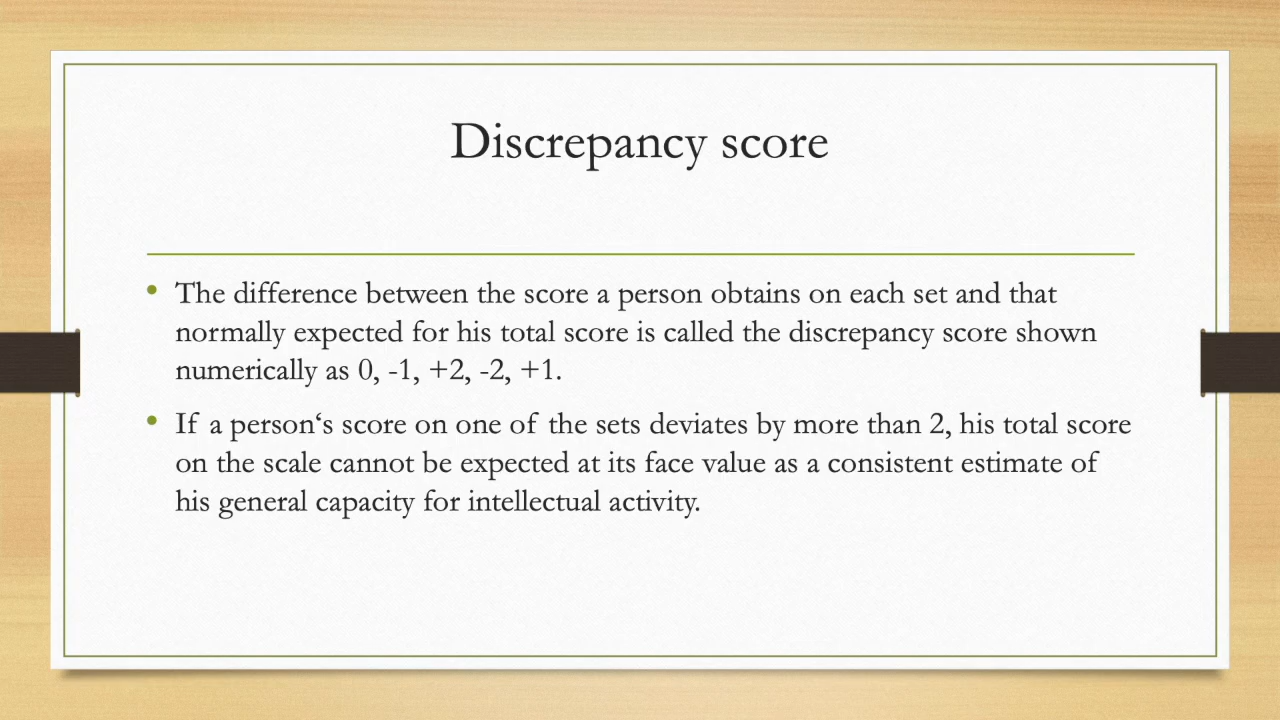 Discrepancy score
• The difference between the score a person obtains on each set and that
normally expected for his total score is called the discrepancy score shown
numerically as 0, -1, +2, -2, +1.
• If a person‘s score on one of the sets deviates by more than 2, his total score
on the scale cannot be expected at its face value as a consistent estimate of
his general capacity for intellectual activity.